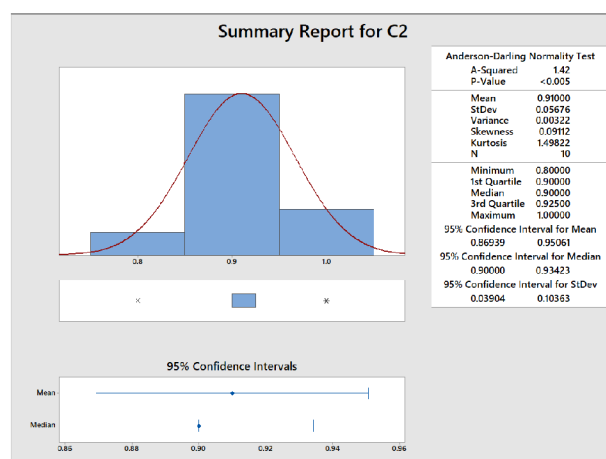 Summary Report for C2
Anderson-Darling Normality Test
A-Squared 1.42
P-Value <0.005
Mean 0.91000
StDev 0.05676
Variance 0.00322
Skewness 0.09112
Kurtosis 1.49822
N 10
Minimum 0.80000
1st Quartile 0.90000
Median 0.90000
3rd Quartile 0.92500
Maximum 1.00000
95% Confidence Interval for Mean
0.86939 0.95061
95% Confidence Interval for Median
0.90000 0.93423
95% Confidence Interval for StDev
0.03904 0.10363
0.8 0.9 1.0
95% Confidence Intervals
Mean
Median
0.86 0.88 0.90 0.92 0.94 0.96